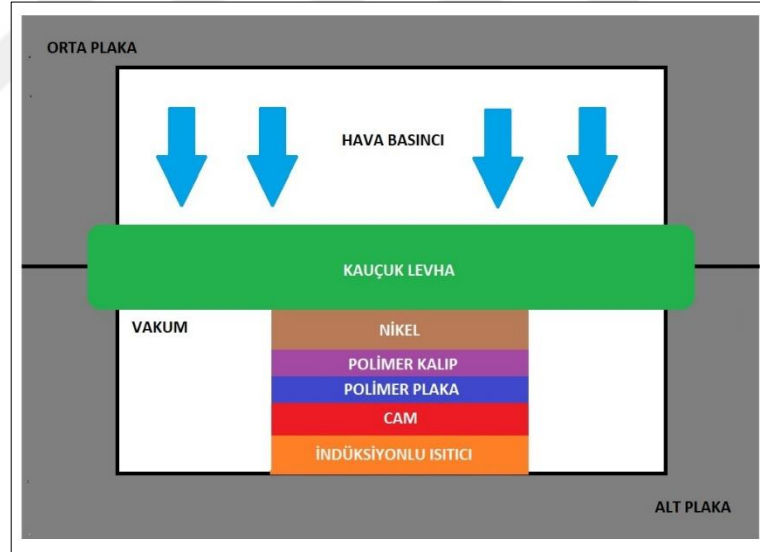 ORTA PLAKA
HAVA BASINCI
KAUÇUK LEVHA
VAKUM
NİKEL
POLİMER KALIP
POLİMER PLAKA
CAM
İNDÜKSİYONLU ISITICI
ALT PLAKA